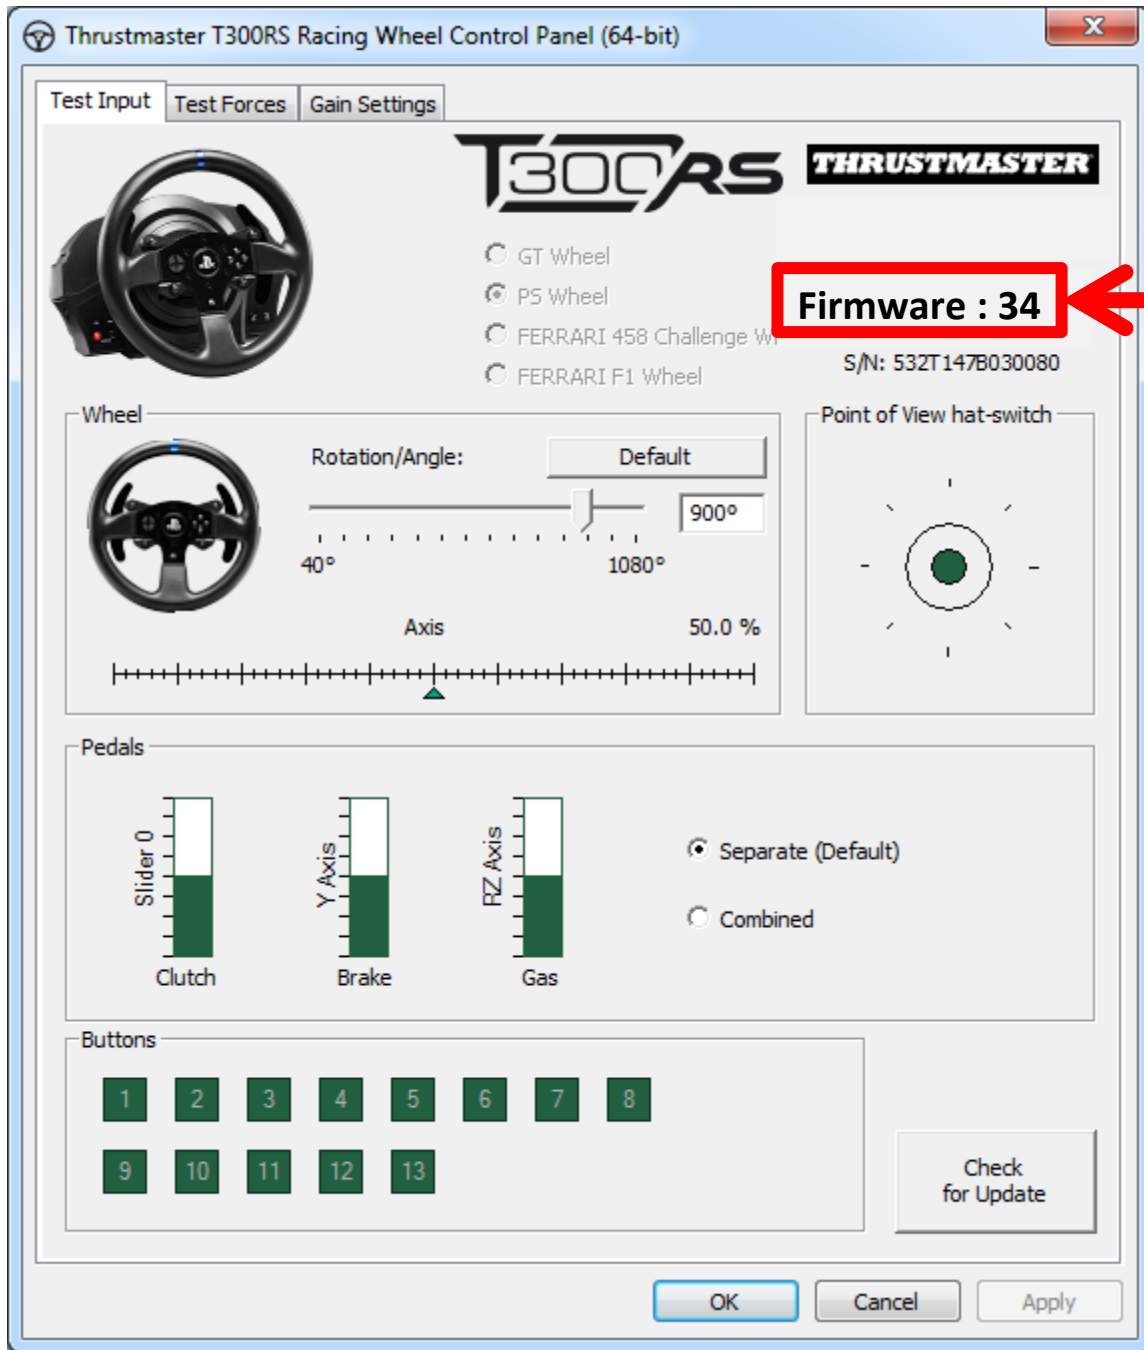 Thrustmaster T300RS Racing Wheel Control Panel (64-bit)
X
Test Input Test Forces Gain Settings
T300RS THRUSTMASTER
GT Wheel
PS Wheel
Firmware : 34
FERRARI 458 Challenge
S/N: 532T147B030080
FERRARI F1 Wheel
Wheel
Point of View hat-switch
Rotation/Angle: Default
900°
40° 1080°
Axis 50.0 %
Pedals
Slider 0
Y Axis
RZ Axis
Separate (Default)
Combined
Clutch Brake Gas
Buttons
1 2 3 4 5 6 7 8
9 10 11 12 13
Check
for Update
OK Cancel Apply